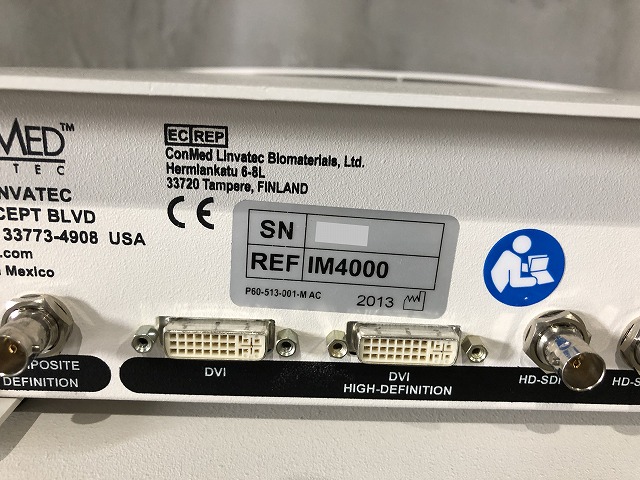 MED™
TEC
NVATEC
CEPT BLVD
33773-4908 USA
.com
Mexico
EC REP
ConMed Linvatec Biomaterials, Ltd.
Hermiankatu 6-8L
33720 Tampere, FINLAND
CE
SN
REF IM4000
P60-513-001-M AC
2013
POSITE
DEFINITION
DVI
DVI
HIGH-DEFINITION
HD-SDI
HD-S